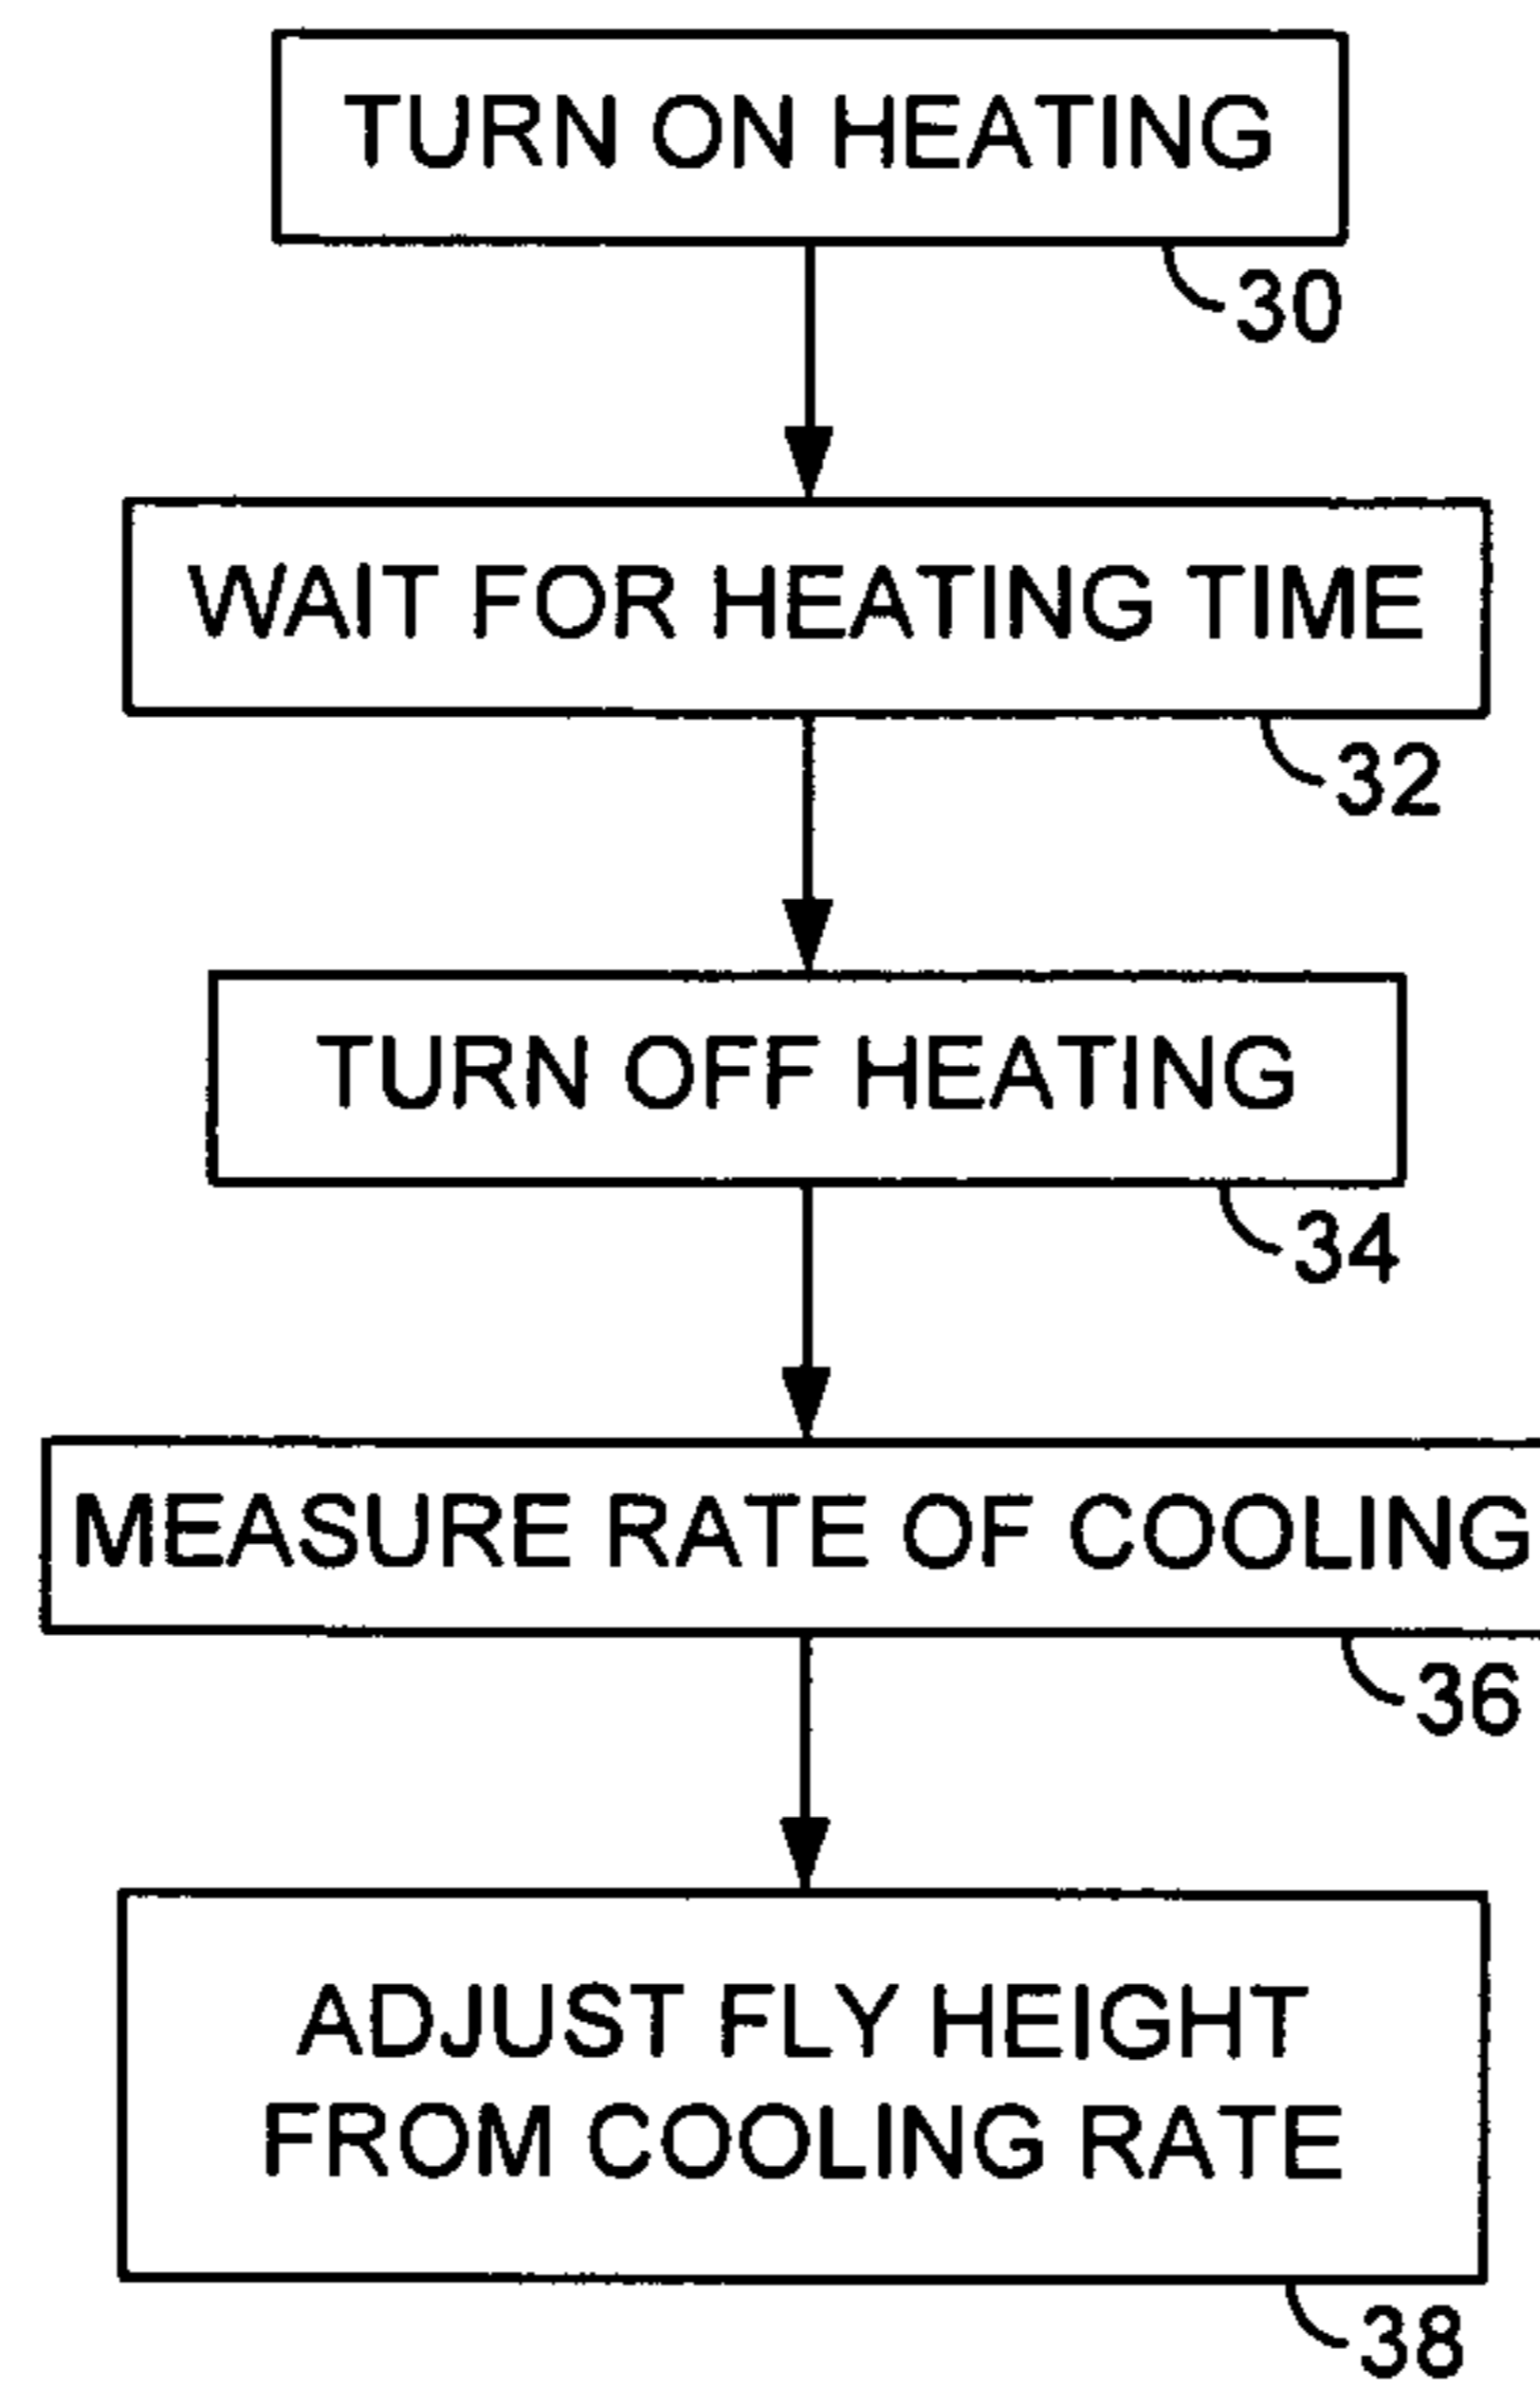 TURN ON HEATING
30
WAIT FOR HEATING TIME
32
TURN OFF HEATING
34
MEASURE RATE OF COOLING
36
ADJUST FLY HEIGHT
FROM COOLING RATE
38